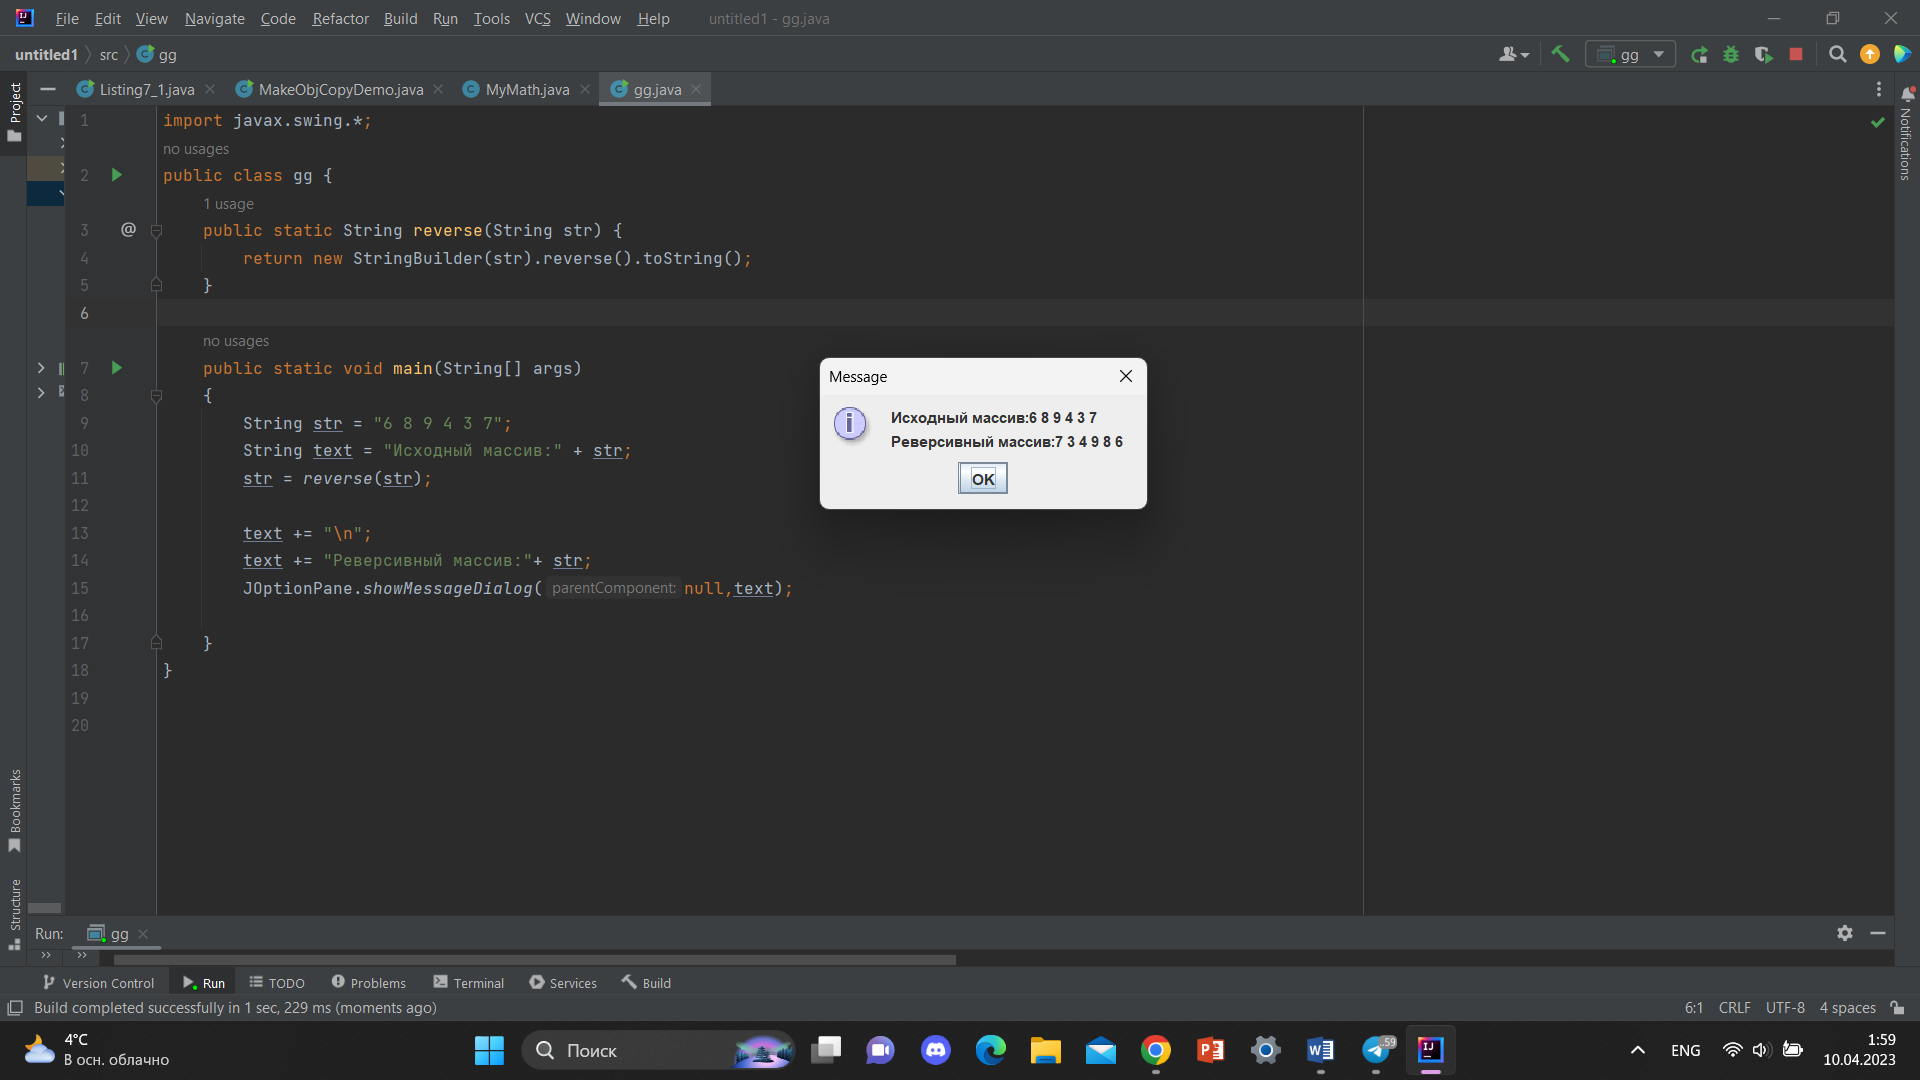 File Edit View Navigate Code Refactor Build Run Tools VCS Window Help untitled1 - gg.java
untitled1 src gg
gg
Listing7_1.java MakeObjCopyDemo.java MyMath.java gg.java
Project
Notifications
1 import javax.swing.*;
no usages
2 public class gg {
1 usage
3 @ public static String reverse(String str) {
4 return new StringBuilder(str).reverse().toString();
5 }
6
no usages
7 public static void main(String[] args)
8 {
9 String str = "6 8 9 4 3 7";
10 String text = "Исходный массив:" + str;
11 str = reverse(str);
12
13 text += "\n";
14 text += "Реверсивный массив:"+ str;
15 JOptionPane.showMessageDialog( parentComponent: null,text);
16
17 }
18 }
19
20
Message
Исходный массив:6 8 9 4 3 7
Реверсивный массив:7 3 4 9 8 6
OK
Bookmarks
Structure
Run: gg
Version Control Run TODO Problems Terminal Services Build
Build completed successfully in 1 sec, 229 ms (moments ago) 6:1 CRLF UTF-8 4 spaces
4°C
В осн. облачно
Поиск
59
ENG
1:59
10.04.2023